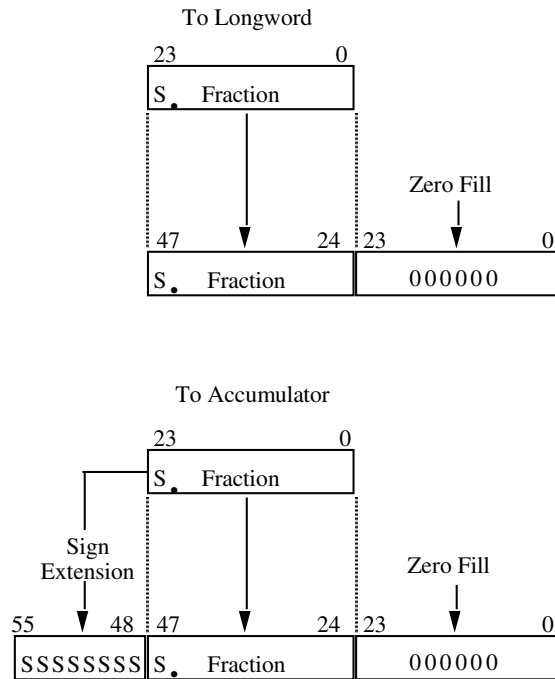 To Longword
23 0
S. Fraction
Zero Fill
47 24 23 0
S. Fraction 000000
To Accumulator
23 0
S. Fraction
Sign
Extension
Zero Fill
55 48 47 24 23 0
SSSSSSSS S. Fraction 000000